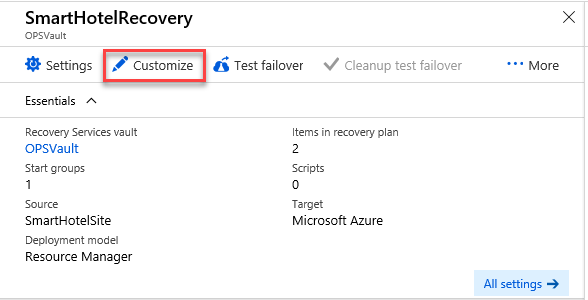 SmartHotelRecovery
OPSVault
Settings Customize Test failover Cleanup test failover ••• More
Essentials
Recovery Services vault Items in recovery plan
OPSVault 2
Start groups Scripts
1 0
Source Target
SmartHotelSite Microsoft Azure
Deployment model
Resource Manager
All settings →